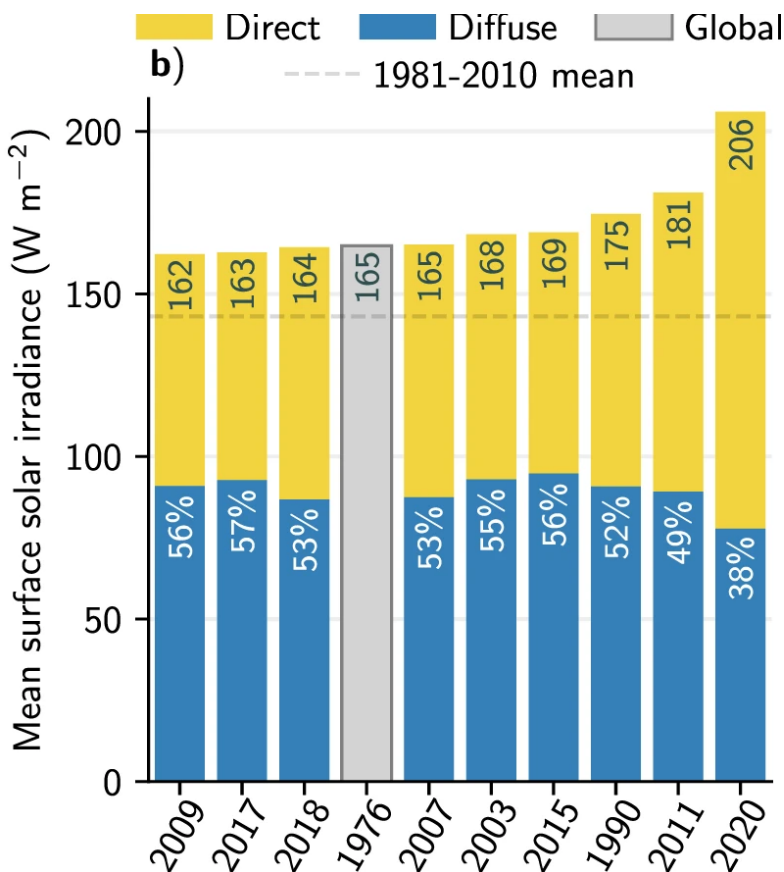 Direct Diffuse Global
b)
1981-2010 mean
Mean surface solar irradiance (W m⁻²)
200
150
100
50
0
162 163 164 165 165 168 169 175 181 206
56% 57% 53% 53% 55% 56% 52% 49% 38%
2009 2017 2018 1976 2007 2003 2015 1990 2011 2020